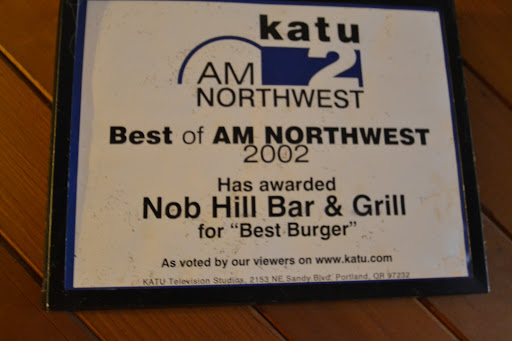 katu
2
AM
NORTHWEST
Best of AM NORTHWEST
2002
Has awarded
Nob Hill Bar & Grill
for "Best Burger"
As voted by our viewers on www.katu.com
KATU Television Studios, 2153 NE Sandy Blvd. Portland, OR 97232